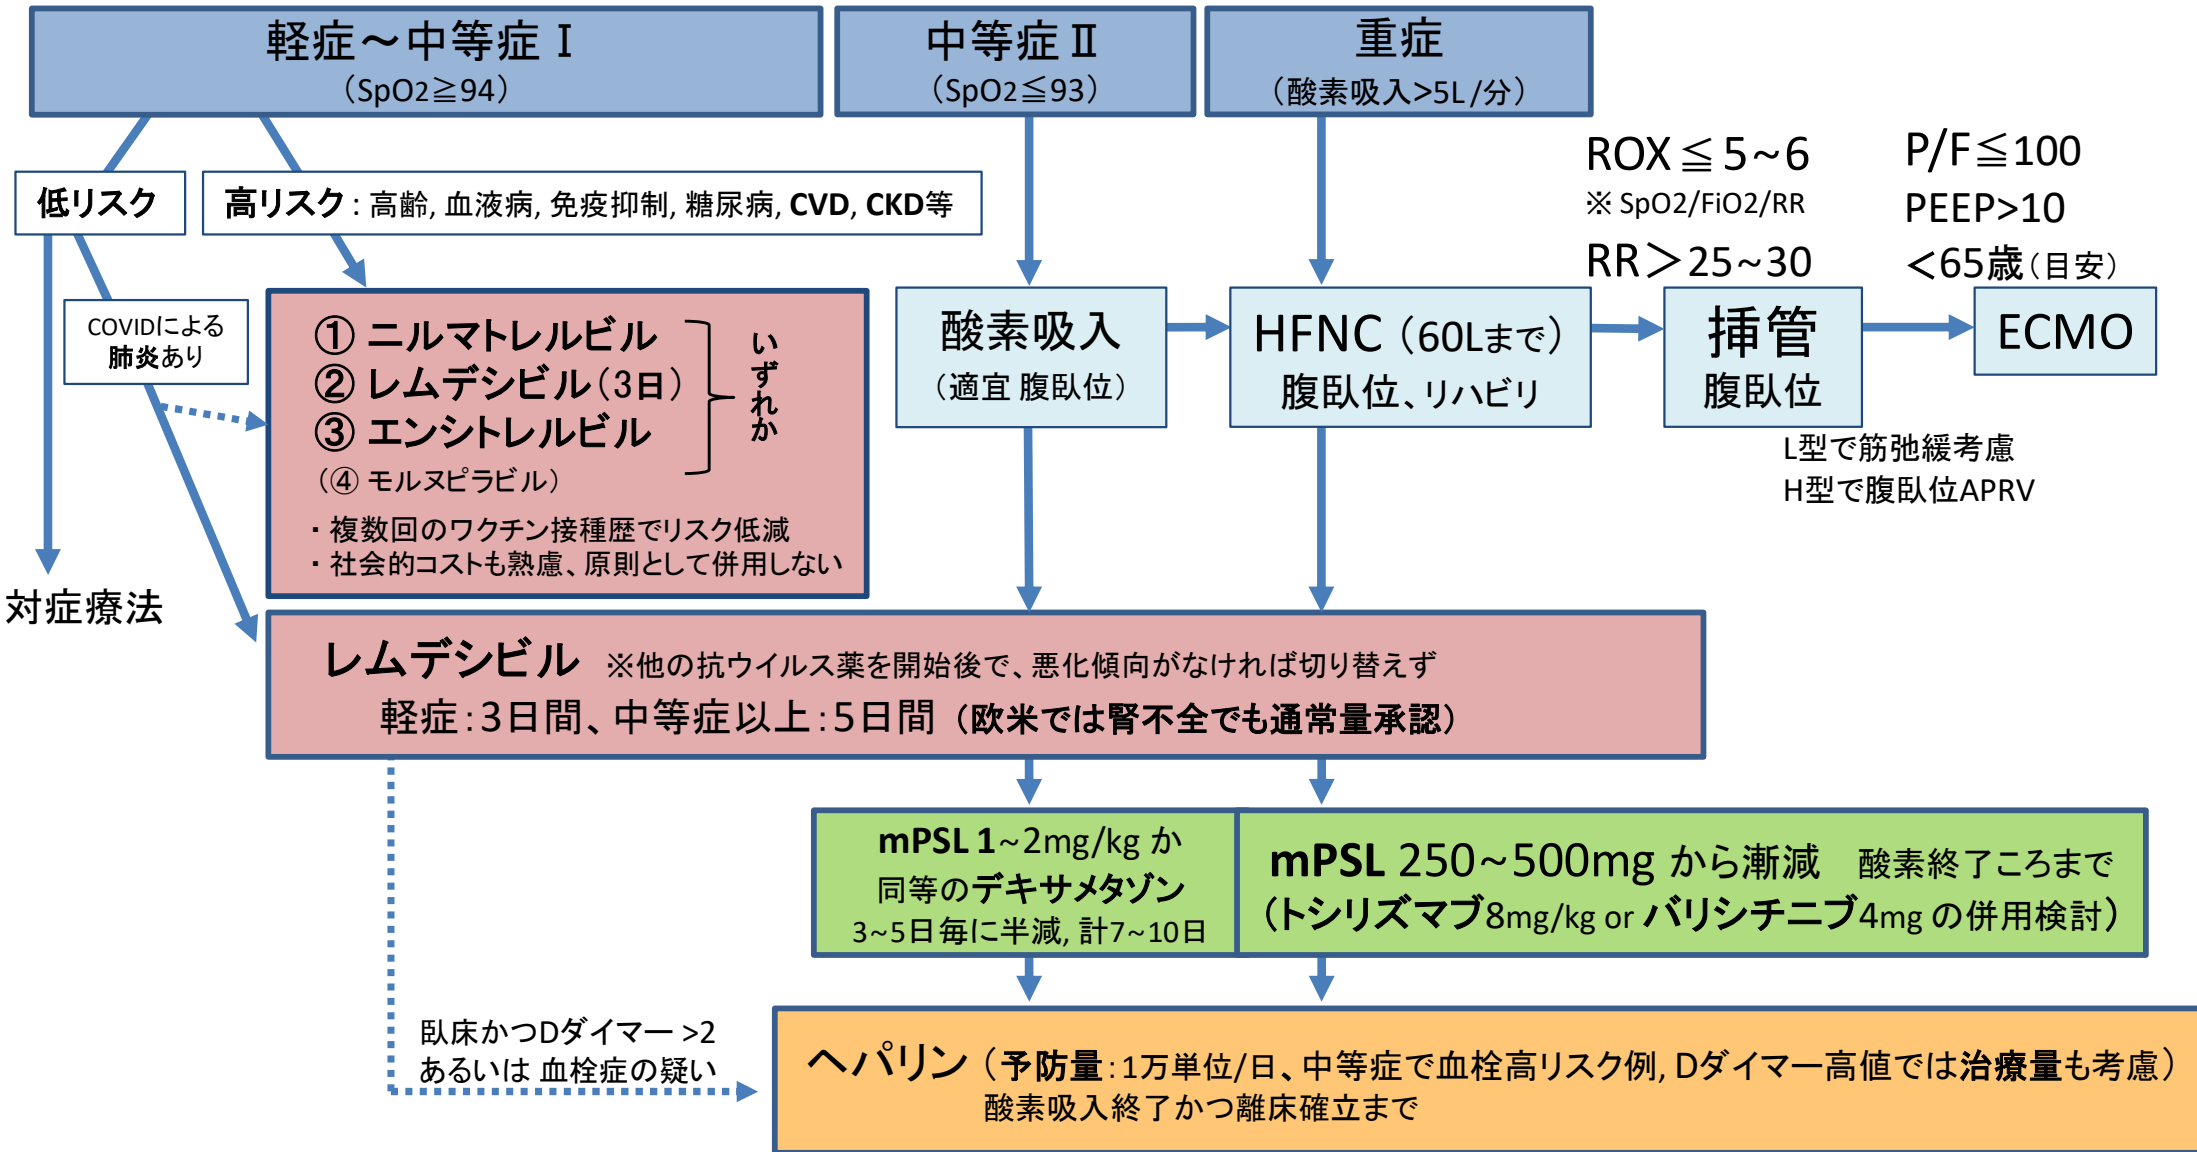 軽症～中等症Ⅰ
（SpO2≧94）
中等症Ⅱ
（SpO2≦93）
重症
（酸素吸入>5L/分）
低リスク
高リスク：高齢, 血液病, 免疫抑制, 糖尿病, CVD, CKD等
ROX≦5~6
※SpO2/FiO2/RR
RR＞25~30
P/F≦100
PEEP>10
＜65歳（目安）
COVIDによる
肺炎あり
① ニルマトレルビル
② レムデシビル（3日）
③ エンシトレルビル
（④ モルヌピラビル）
いずれか
・複数回のワクチン接種歴でリスク低減
・社会的コストも熟慮、原則として併用しない
酸素吸入
（適宜 腹臥位）
HFNC（60Lまで）
腹臥位、リハビリ
挿管
腹臥位
ECMO
L型で筋弛緩考慮
H型で腹臥位APRV
対症療法
レムデシビル ※他の抗ウイルス薬を開始後で、悪化傾向がなければ切り替えず
軽症：3日間、中等症以上：5日間（欧米では腎不全でも通常量承認）
mPSL 1~2mg/kg か
同等のデキサメタゾン
3~5日毎に半減, 計7~10日
mPSL 250~500mg から漸減 酸素終了ころまで
（トシリズマブ8mg/kg or バリシチニブ4mg の併用検討）
臥床かつDダイマー >2
あるいは 血栓症の疑い
ヘパリン（予防量：1万単位/日、中等症で血栓高リスク例, Dダイマー高値では治療量も考慮）
酸素吸入終了かつ離床確立まで